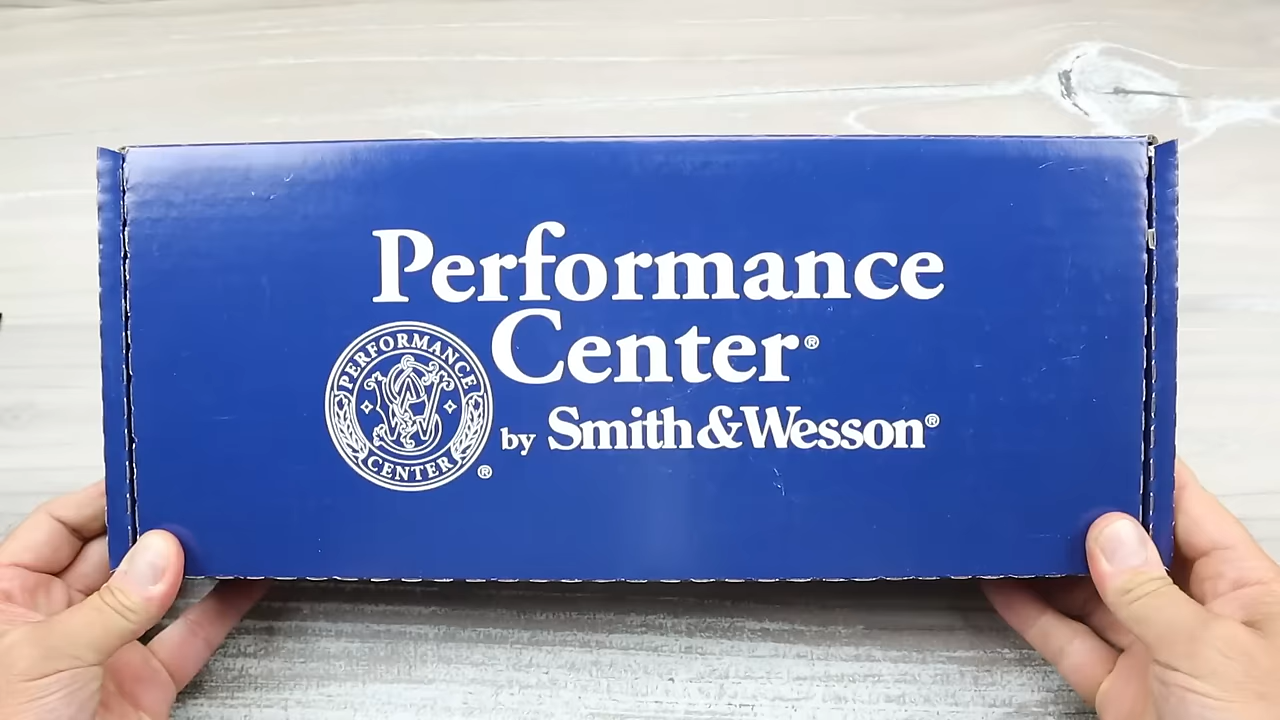 Performance
Center®
by Smith&Wesson®
PERFORMANCE
CENTER
®